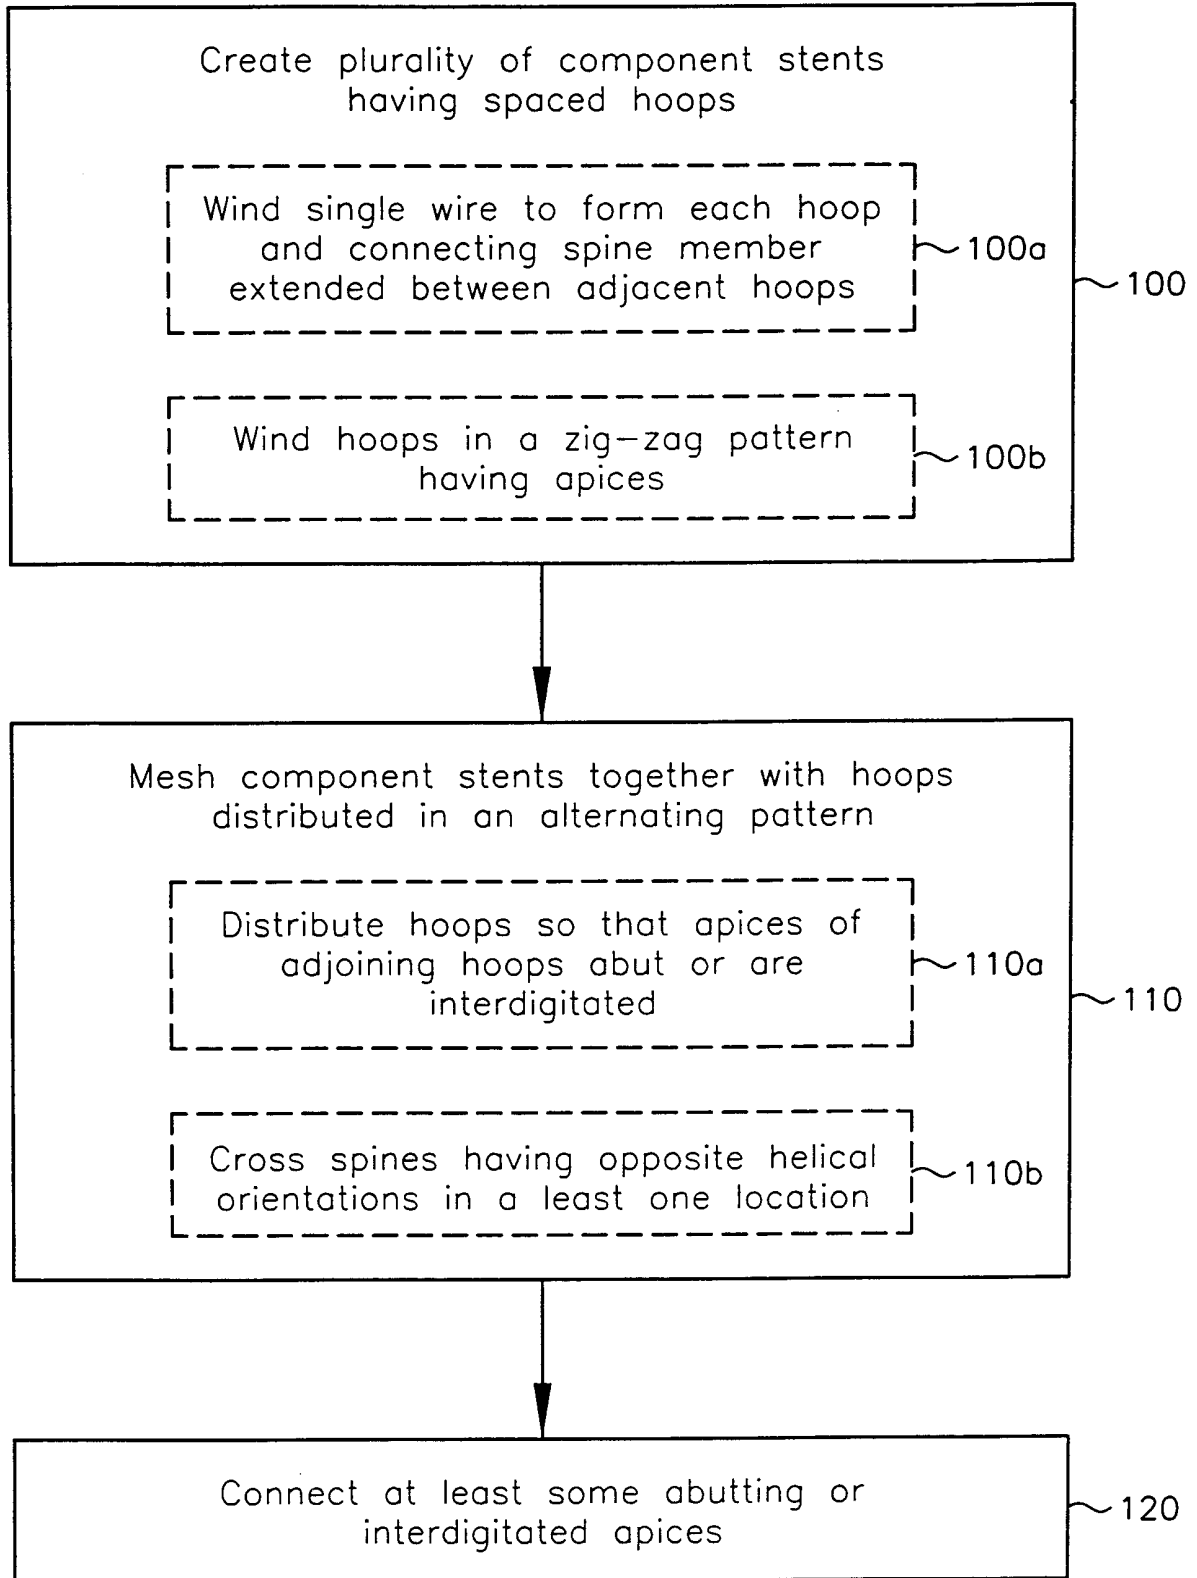 Create plurality of component stents
having spaced hoops
Wind single wire to form each hoop
and connecting spine member
extended between adjacent hoops
100a
100
Wind hoops in a zig-zag pattern
having apices
100b
Mesh component stents together with hoops
distributed in an alternating pattern
Distribute hoops so that apices of
adjoining hoops abut or are
interdigitated
110a
110
Cross spines having opposite helical
orientations in a least one location
110b
Connect at least some abutting or
interdigitated apices
120